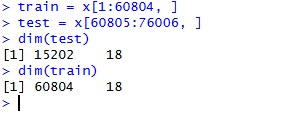 > train = x[1:60804, ]
> test = x[60805:76006, ]
> dim(test)
[1] 15202    18
> dim(train)
[1] 60804    18
>